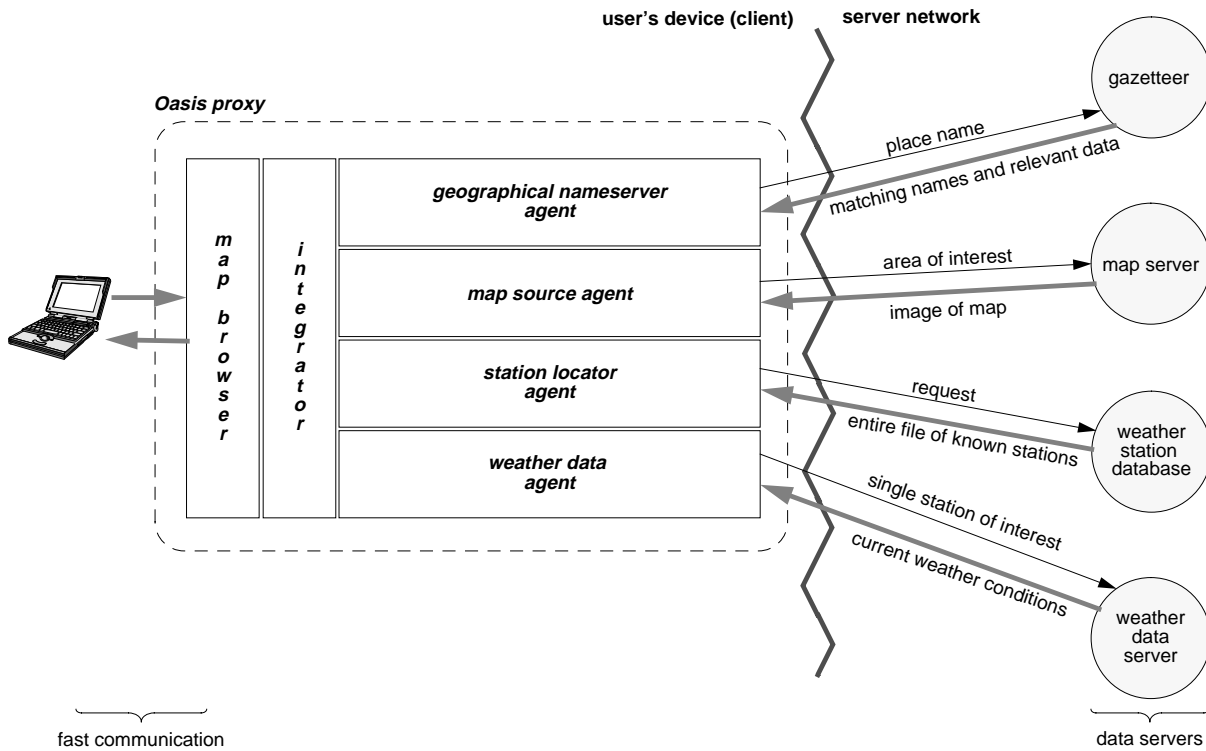 user's device (client)
server network
gazetteer
Oasis proxy
place name
matching names and relevant data
geographical nameserver
agent
map browser
integrator
area of interest
map server
map source agent
image of map
station locator
agent
request
entire file of known stations
weather
station
database
weather data
agent
single station of interest
current weather conditions
weather
data
server
fast communication
data servers